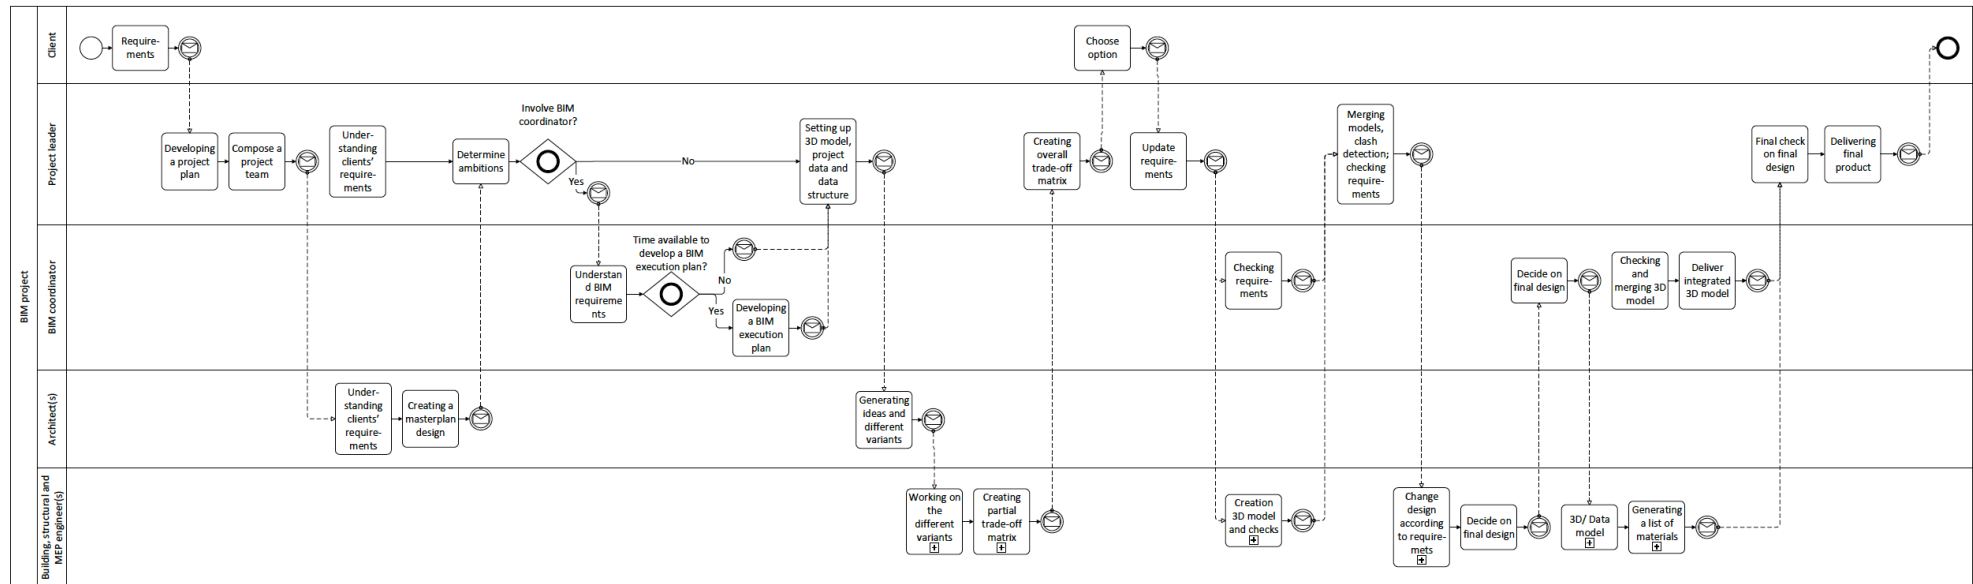 BIM project
Client
Require-
ments
Choose
option
Project leader
Developing
a project
plan
Compose a
project
team
Under-
standing
clients'
require-
ments
Determine
ambitions
Involve BIM
coordinator?
No
Yes
Setting up
3D model,
project
data and
data
structure
Creating
overall
trade-off
matrix
Update
require-
ments
Merging
models,
clash
detection;
checking
require-
ments
Final check
on final
design
Delivering
final
product
BIM coordinator
Understan
d BIM
requireme
nts
Time available to
develop a BIM
execution plan?
No
Yes
Developing
a BIM
execution
plan
Checking
require-
ments
Decide on
final design
Checking
and
merging 3D
model
Deliver
integrated
3D model
Architect(s)
Under-
standing
clients'
require-
ments
Creating a
masterplan
design
Generating
ideas and
different
variants
Building, structural and
MEP engineer(s)
Working on
the
different
variants
Creating
partial
trade-off
matrix
Creation
3D model
and checks
Change
design
according
to require-
mets
Decide on
final design
3D/ Data
model
Generating
a list of
materials